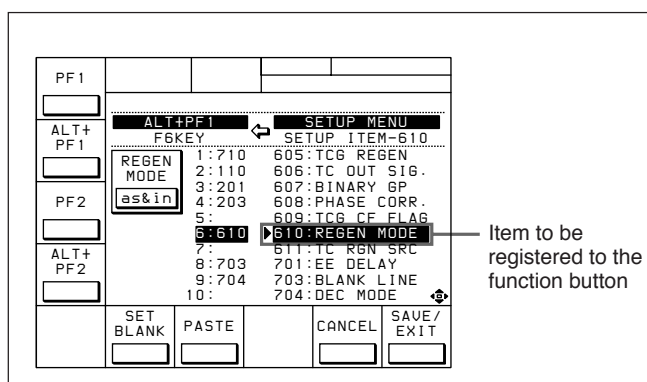 PF1
ALT+
PF1
PF2
ALT+
PF2
ALT+PF1
F6KEY
SETUP MENU
SETUP ITEM-610
REGEN
MODE
as&in
1:710
2:110
3:201
4:203
5:
6:610
7:
8:703
9:704
10:
605:TCG REGEN
606:TC OUT SIG.
607:BINARY GP
608:PHASE CORR.
609:TCG CF FLAG
610:REGEN MODE
611:TC RGN SRC
701:EE DELAY
703:BLANK LINE
704:DEC MODE
SET
BLANK
PASTE
CANCEL
SAVE/
EXIT
Item to be
registered to the
function button